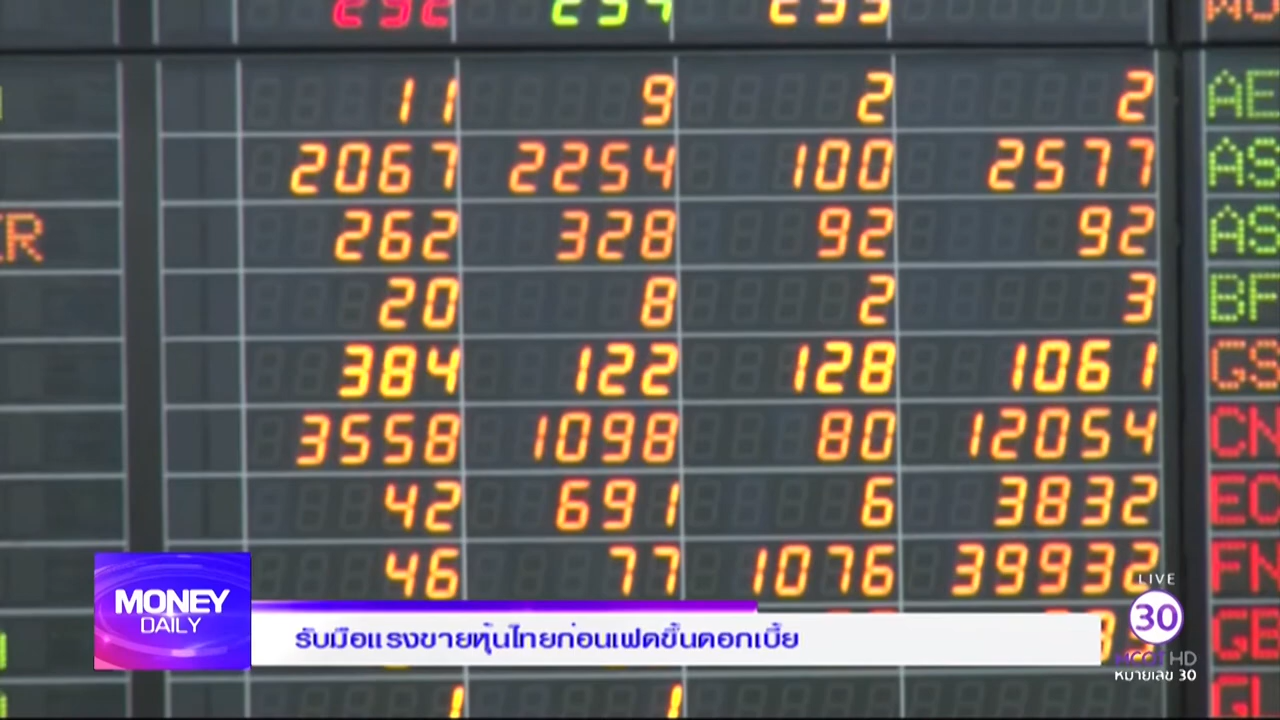 11 9 2 2 AE
2067 2254 100 2577 AS
R 262 328 92 92 AS
20 8 2 3 BF
384 122 128 1061 GS
3558 1098 80 12054 CN
42 691 6 3832 EC
46 77 1076 39932 FN
MONEY
DAILY
รับมือแรงขายหุ้นไทยก่อนเฟดขึ้นดอกเบี้ย
LIVE
30
MCOT HD
หมายเลข 30
GB
1 1 GL